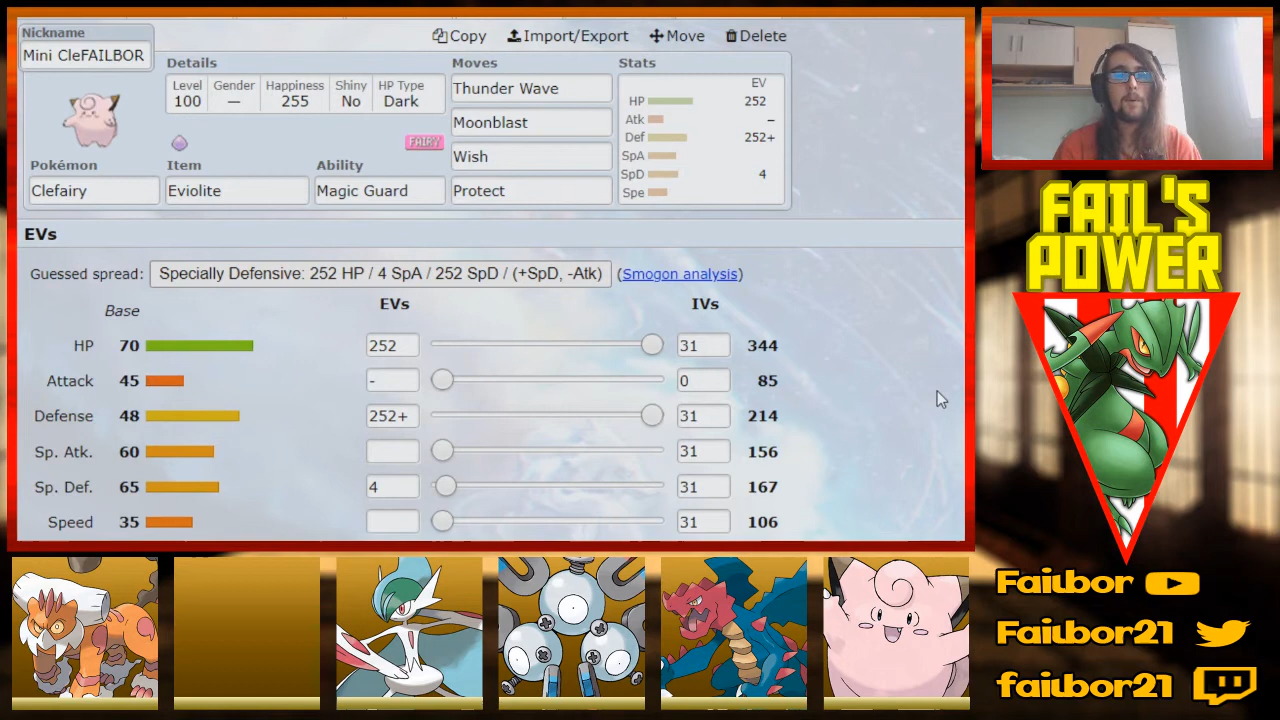 Nickname
Mini CleFAILBOR
Copy Import/Export Move Delete
Details
Level Gender Happiness Shiny HP Type
100 — 255 No Dark
FAIRY
Pokémon Item Ability
Clefairy Eviolite Magic Guard
Moves
Thunder Wave
Moonblast
Wish
Protect
Stats
EV
HP 252
Atk –
Def 252+
SpA
SpD 4
Spe
EVs
Guessed spread: Specially Defensive: 252 HP / 4 SpA / 252 SpD / (+SpD, -Atk) (Smogon analysis)
Base EVs IVs
HP 70 252 31 344
Attack 45 - 0 85
Defense 48 252+ 31 214
Sp. Atk. 60 31 156
Sp. Def. 65 4 31 167
Speed 35 31 106
FAIL'S
POWER
Failbor
Failbor21
failbor21